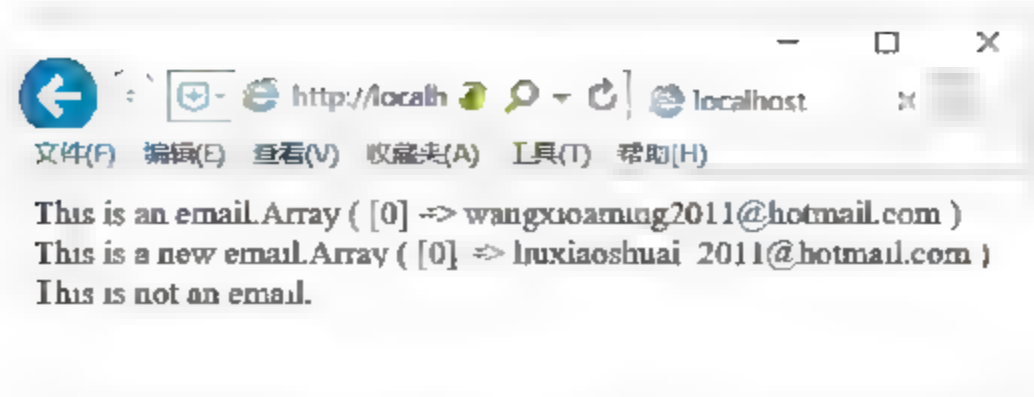 http://localh localhost
文件(F) 编辑(E) 查看(V) 收藏夹(A) 工具(T) 帮助(H)
This is an email.Array ( [0] => wangxioaming2011@hotmail.com )
This is a new email.Array ( [0] => liuxiaoshuai_2011@hotmail.com )
This is not an email.